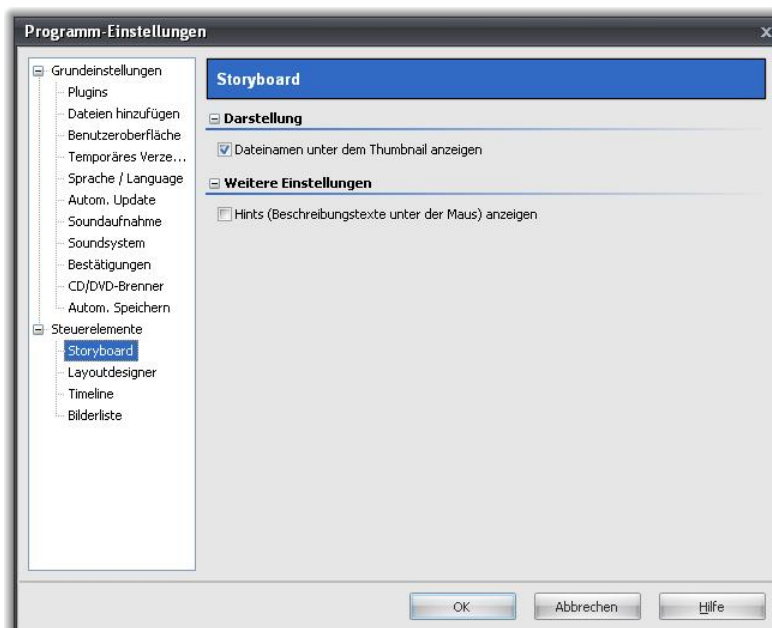 Programm-Einstellungen
x
Grundeinstellungen
Plugins
Dateien hinzufügen
Benutzeroberfläche
Temporäres Verze...
Sprache / Language
Autom. Update
Soundaufnahme
Soundsystem
Bestätigungen
CD/DVD-Brenner
Autom. Speichern
Steuerelemente
Storyboard
Layoutdesigner
Timeline
Bilderliste
Storyboard
Darstellung
Dateinamen unter dem Thumbnail anzeigen
Weitere Einstellungen
Hints (Beschreibungstexte unter der Maus) anzeigen
OK
Abbrechen
Hilfe